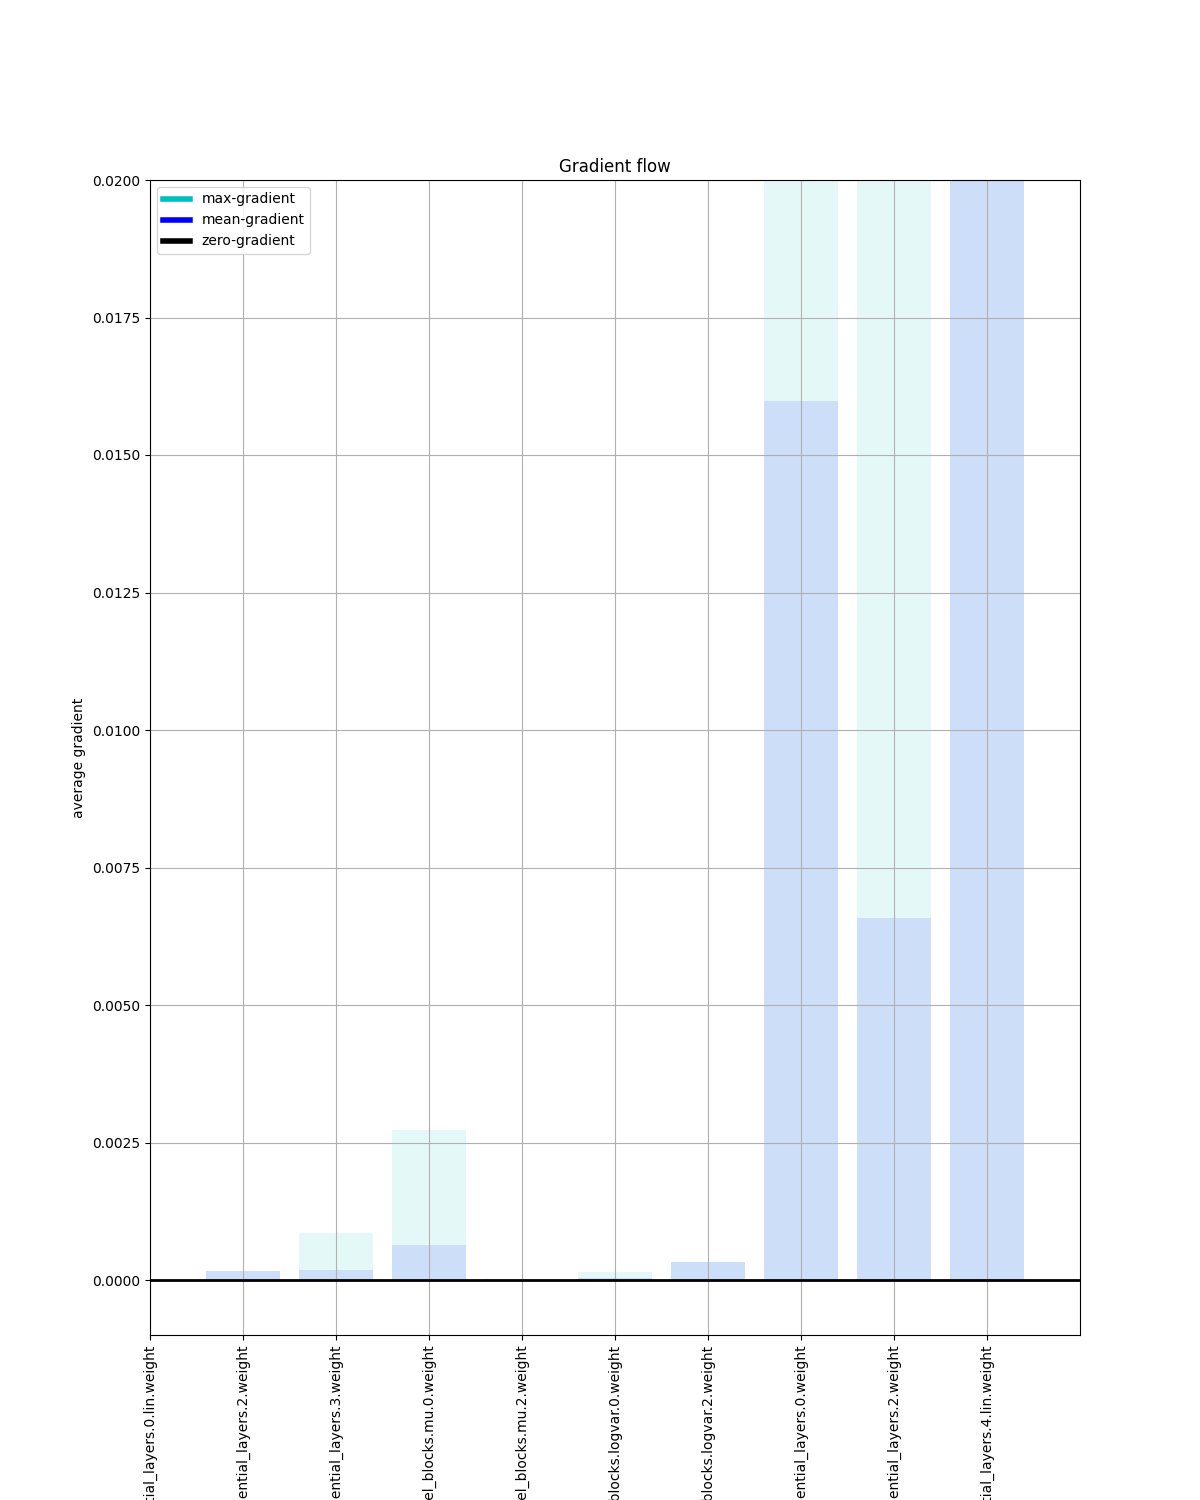 Gradient flow
max-gradient
mean-gradient
zero-gradient
0.0200
0.0175
0.0150
0.0125
0.0100
0.0075
0.0050
0.0025
0.0000
average gradient
tial_layers.0.lin.weight
ential_layers.2.weight
ential_layers.3.weight
el_blocks.mu.0.weight
el_blocks.mu.2.weight
blocks.logvar.0.weight
blocks.logvar.2.weight
ential_layers.0.weight
ential_layers.2.weight
tial_layers.4.lin.weight